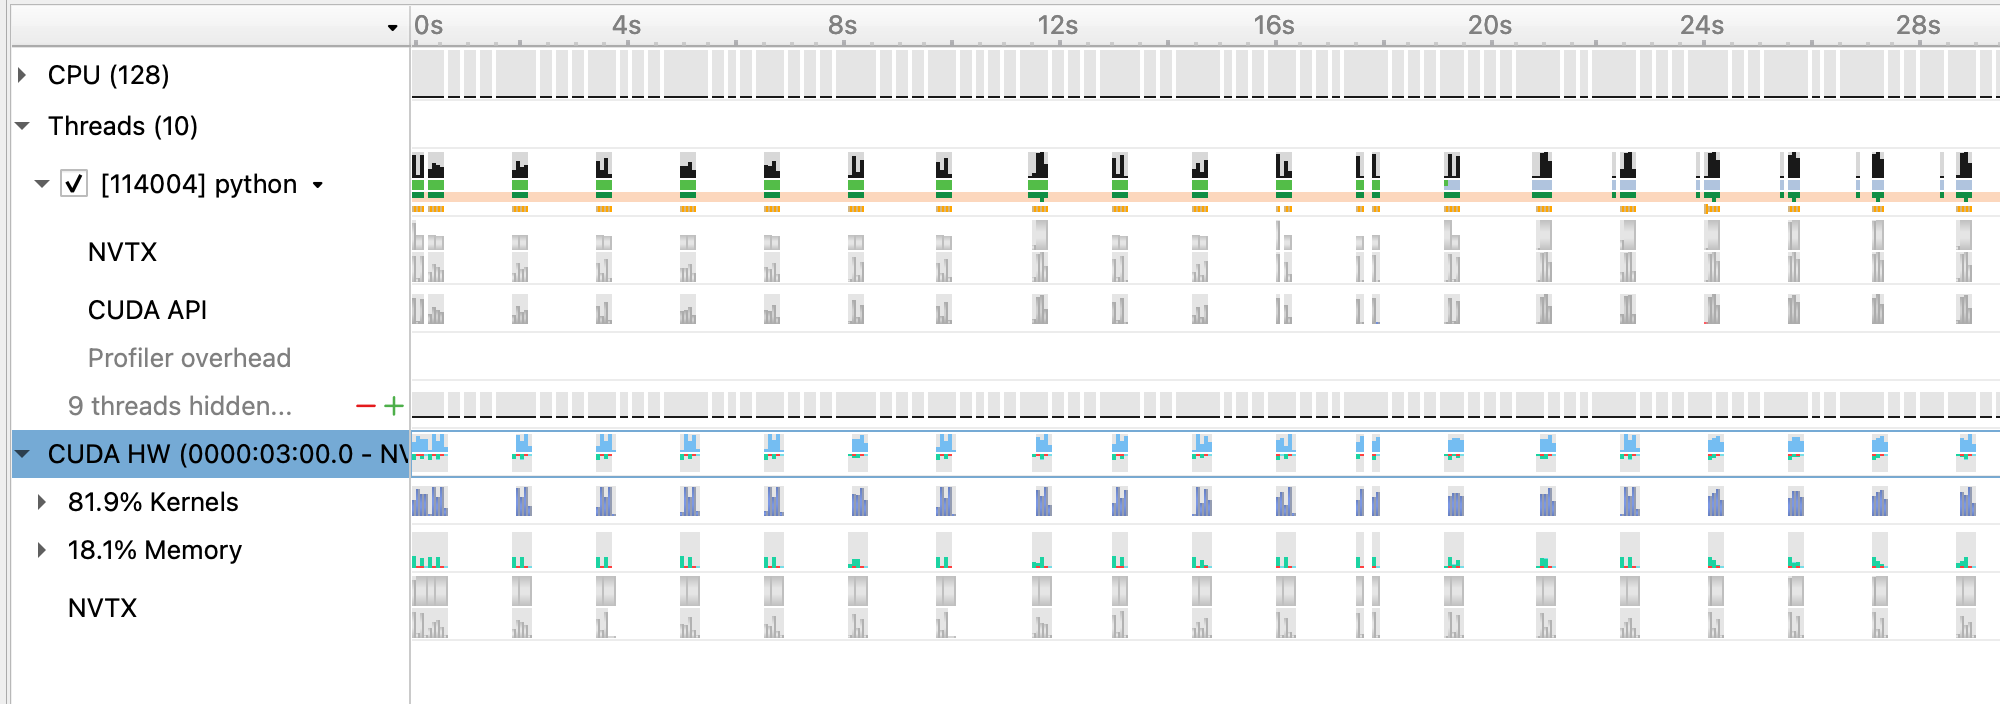 0s 4s 8s 12s 16s 20s 24s 28s
CPU (128)
Threads (10)
[114004] python
NVTX
CUDA API
Profiler overhead
9 threads hidden...
CUDA HW (0000:03:00.0 - NV
81.9% Kernels
18.1% Memory
NVTX